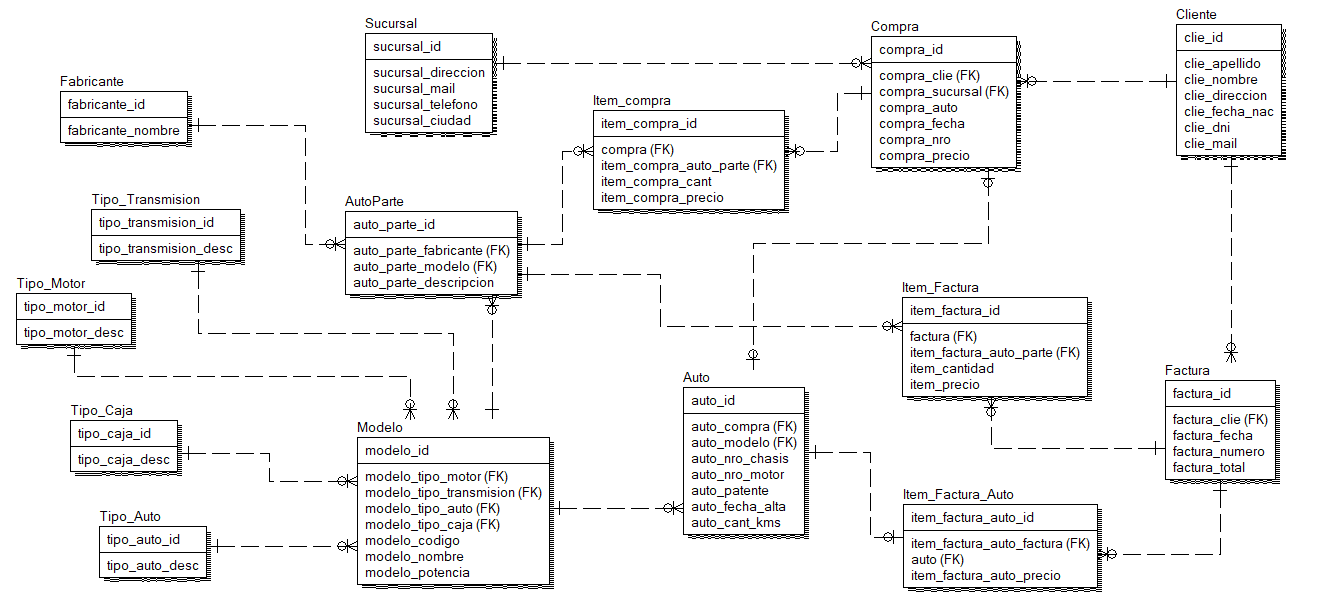 Sucursal
sucursal_id
sucursal_direccion
sucursal_mail
sucursal_telefono
sucursal_ciudad
Compra
compra_id
compra_clie (FK)
compra_sucursal (FK)
compra_auto
compra_fecha
compra_nro
compra_precio
Cliente
clie_id
clie_apellido
clie_nombre
clie_direccion
clie_fecha_nac
clie_dni
clie_mail
Fabricante
fabricante_id
fabricante_nombre
Item_compra
item_compra_id
compra (FK)
item_compra_auto_parte (FK)
item_compra_cant
item_compra_precio
Tipo_Transmision
tipo_transmision_id
tipo_transmision_desc
AutoParte
auto_parte_id
auto_parte_fabricante (FK)
auto_parte_modelo (FK)
auto_parte_descripcion
Tipo_Motor
tipo_motor_id
tipo_motor_desc
Item_Factura
item_factura_id
factura (FK)
item_factura_auto_parte (FK)
item_cantidad
item_precio
Factura
factura_id
factura_clie (FK)
factura_fecha
factura_numero
factura_total
Auto
auto_id
auto_compra (FK)
auto_modelo (FK)
auto_nro_chasis
auto_nro_motor
auto_patente
auto_fecha_alta
auto_cant_kms
Tipo_Caja
tipo_caja_id
tipo_caja_desc
Modelo
modelo_id
modelo_tipo_motor (FK)
modelo_tipo_transmision (FK)
modelo_tipo_auto (FK)
modelo_tipo_caja (FK)
modelo_codigo
modelo_nombre
modelo_potencia
Tipo_Auto
tipo_auto_id
tipo_auto_desc
Item_Factura_Auto
item_factura_auto_id
item_factura_auto_factura (FK)
auto (FK)
item_factura_auto_precio